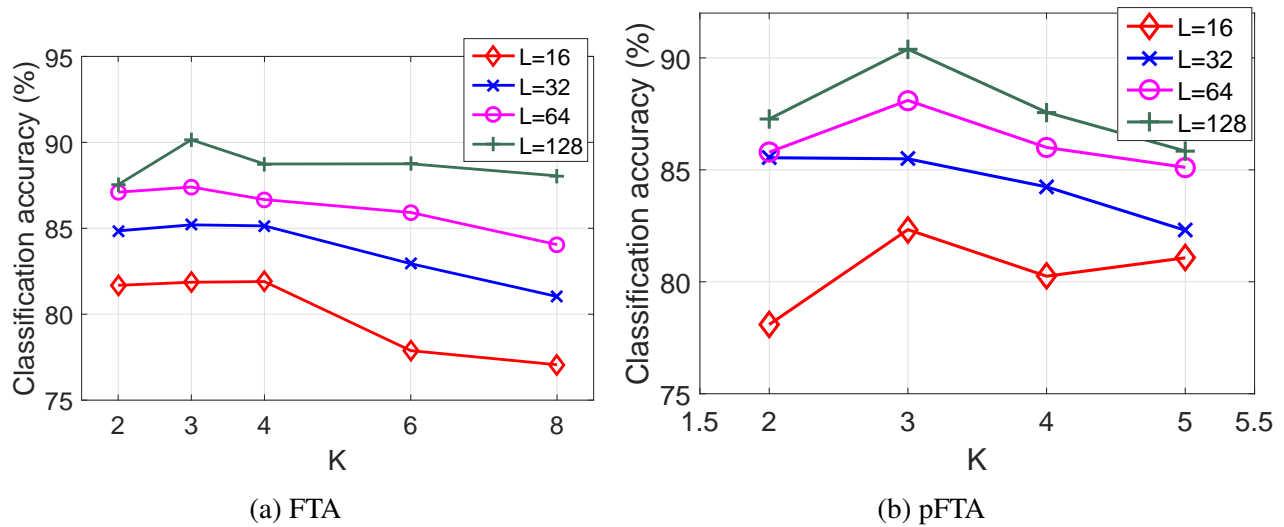 95
90
85
80
75
Classification accuracy (%)
L=16
L=32
L=64
L=128
2
3
4
6
8
K
(a) FTA
90
85
80
75
Classification accuracy (%)
L=16
L=32
L=64
L=128
1.5
2
3
4
5
5.5
K
(b) pFTA